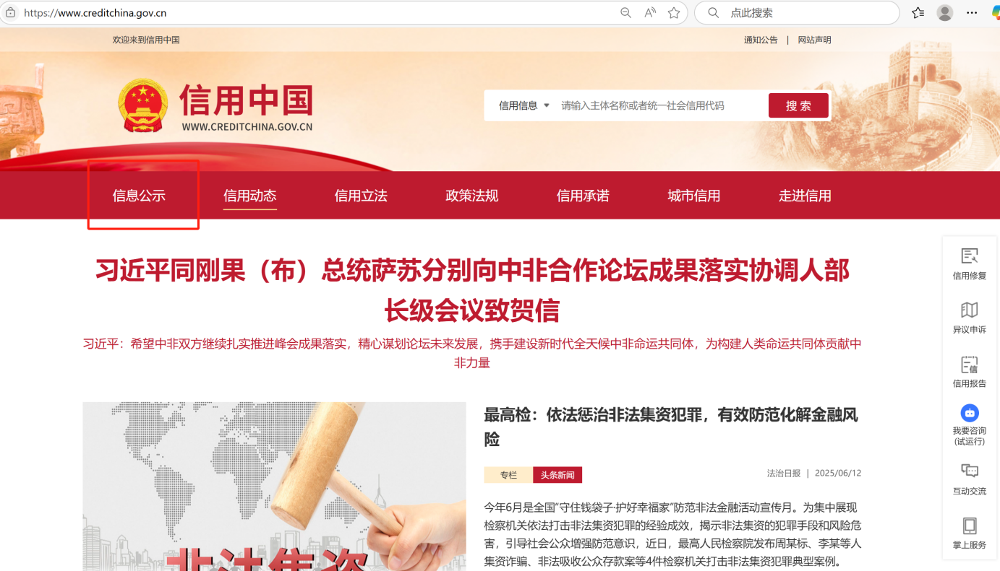 https://www.creditchina.gov.cn
点此搜索
欢迎来到信用中国
通知公告 | 网站声明
信用中国
WWW.CREDITCHINA.GOV.CN
信用信息 请输入主体名称或者统一社会信用代码 搜索
信息公示 信用动态 信用立法 政策法规 信用承诺 城市信用 走进信用
习近平同刚果（布）总统萨苏分别向中非合作论坛成果落实协调人部
长级会议致贺信
习近平：希望中非双方继续扎实推进峰会成果落实，精心谋划论坛未来发展，携手建设新时代全天候中非命运共同体，为构建人类命运共同体贡献中
非力量
非法集资
最高检：依法惩治非法集资犯罪，有效防范化解金融风
险
专栏 头条新闻 法治日报 | 2025/06/12
今年6月是全国“守住钱袋子·护好幸福家”防范非法金融活动宣传月。为集中展现
检察机关依法打击非法集资犯罪的经验成效，揭示非法集资的犯罪手段和风险危
害，引导社会公众增强防范意识，近日，最高人民检察院发布周某标、李某等人
集资诈骗、非法吸收公众存款案等4件检察机关打击非法集资犯罪典型案例。
信用修复
异议申诉
信
信用报告
我要咨询
(试运行)
互动交流
掌上服务